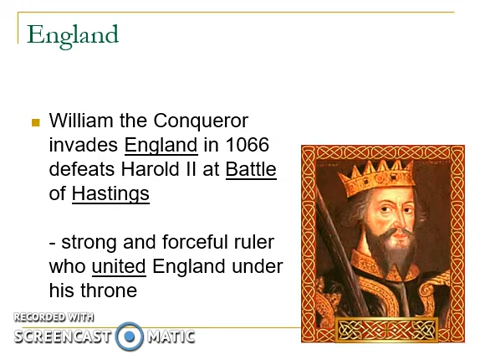 England
William the Conqueror
invades England in 1066
defeats Harold II at Battle
of Hastings
- strong and forceful ruler
who united England under
his throne
RECORDED WITH
SCREENCAST MATIC